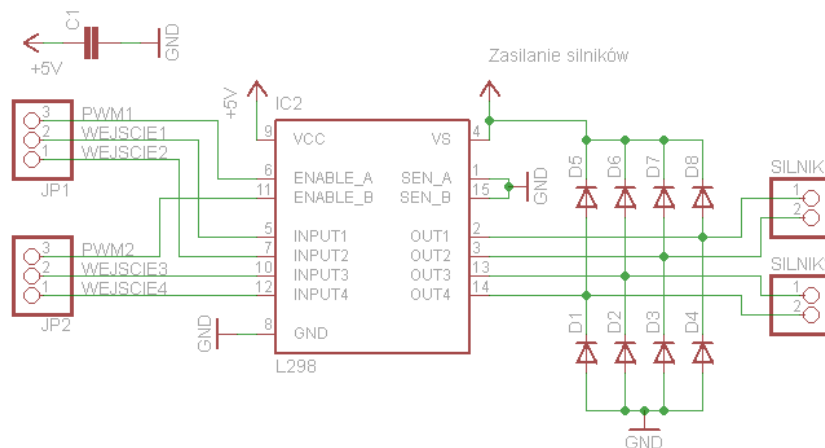 C1
GND
+5V
Zasilanie silników
+5V
IC2
3 PWM1
2 WEJSCIE1
1 WEJSCIE2
JP1
9 VCC
VS 4
6 ENABLE_A
SEN_A 1
11 ENABLE_B
SEN_B 15
GND
5 INPUT1
OUT1 2
7 INPUT2
OUT2 3
10 INPUT3
OUT3 13
12 INPUT4
OUT4 14
8 GND
GND
L298
3 PWM2
2 WEJSCIE3
1 WEJSCIE4
JP2
D5
D6
D7
D8
SILNIK
1
2
SILNIK
1
2
D1
D2
D3
D4
GND